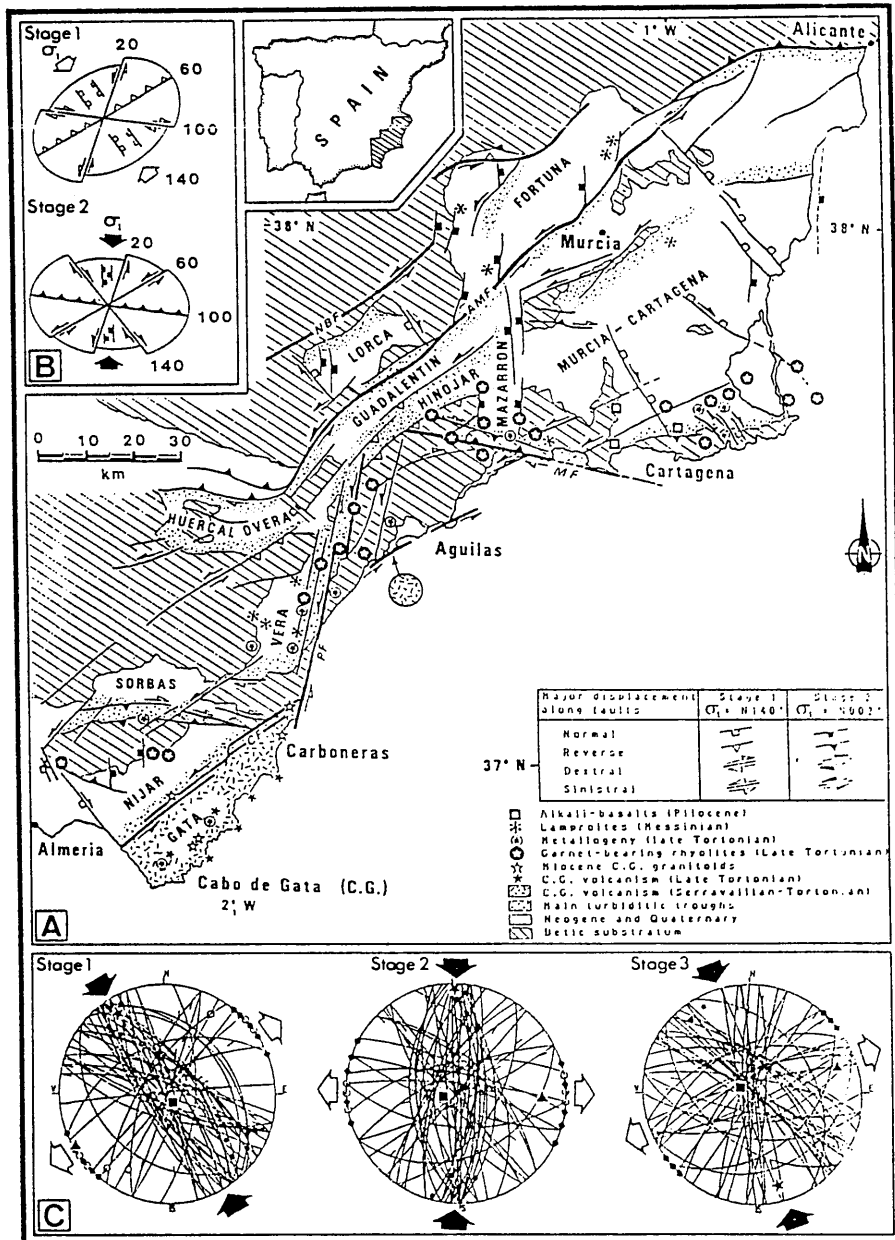 Stage 1
σ1
20
60
100
140
Stage 2
σ1
20
60
100
140
B
SPAIN
1° W
Alicante
38° N
38° N
FORTUNA
Murcia
NBF
AMF
LORCA
GUADALENTIN
HINOJAR
MAZARRON
MURCIA-CARTAGENA
0 10 20 30
km
MF
Cartagena
HUERCAL OVERA
Aguilas
N
VERA
PF
SORBAS
Carboneras
37° N
NIJAR
GATA
Almeria
Cabo de Gata (C.G.)
2° W
A
Major displacement along faults
Stage 1
σ1 = N140°
Stage 2
Normal
Reverse
Dextral
Sinistral
Alkali-basalts (Pliocene)
Lamproites (Messinian)
Metallogeny (late Tortonian)
Garnet-bearing rhyolites (Late Tortonian)
Miocene C.G. granitoids
C.G. volcanism (Late Tortonian)
C.G. volcanism (Serravallian-Tortonian)
Main turbiditic troughs
Neogene and Quaternary
Betic substratum
Stage 1
Stage 2
Stage 3
N
E
C